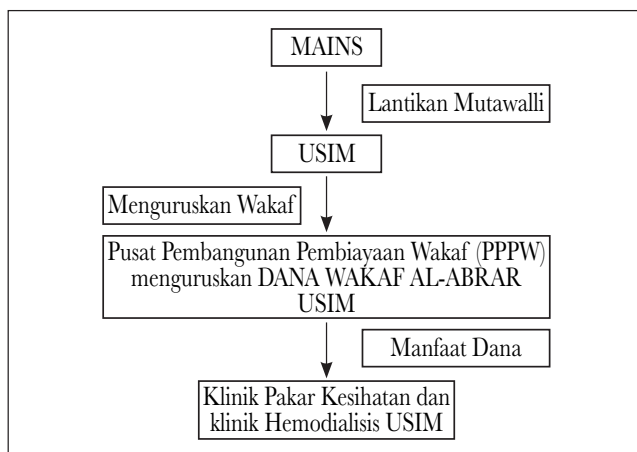 MAINS
Lantikan Mutawalli
USIM
Menguruskan Wakaf
Pusat Pembangunan Pembiayaan Wakaf (PPPW)
menguruskan DANA WAKAF AL-ABRAR
USIM
Manfaat Dana
Klinik Pakar Kesihatan dan
klinik Hemodialisis USIM